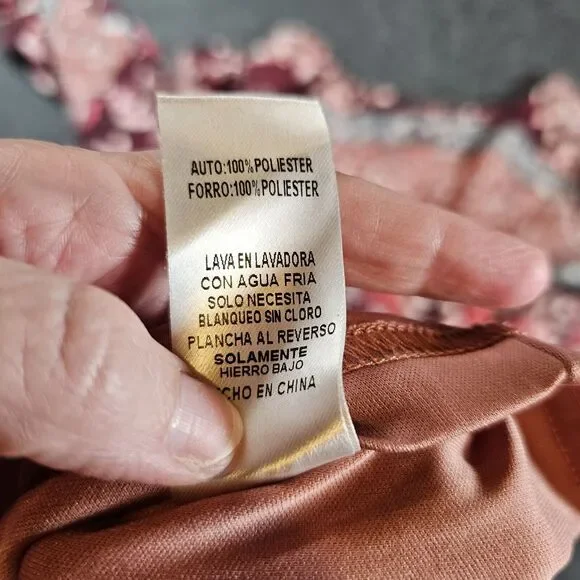 AUTO:100%POLIESTER
FORRO:100%POLIESTER
LAVA EN LAVADORA
CON AGUA FRIA
SOLO NECESITA
BLANQUEO SIN CLORO
PLANCHA AL REVERSO
SOLAMENTE
HIERRO BAJO
CHO EN CHINA